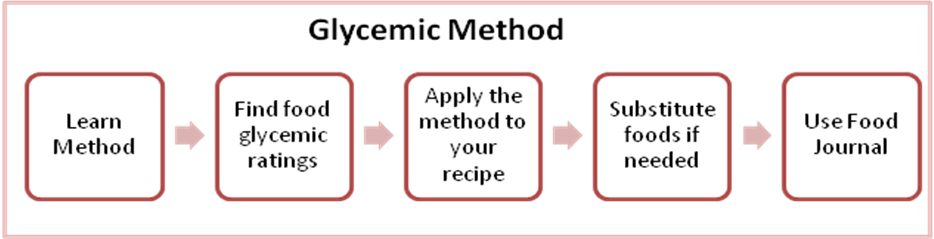 Glycemic Method
Learn
Method
Find food
glycemic
ratings
Apply the
method to
your
recipe
Substitute
foods if
needed
Use Food
Journal